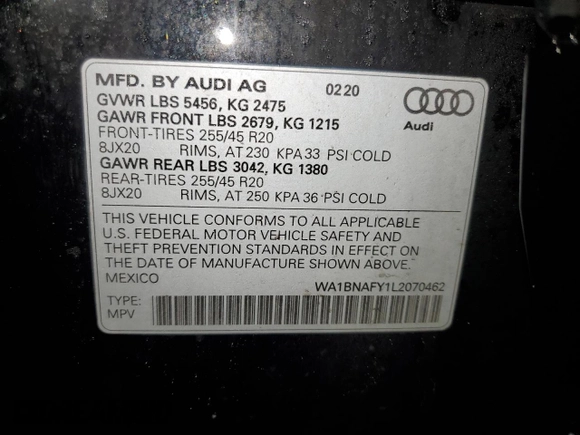 MFD. BY AUDI AG 0220
GVWR LBS 5456, KG 2475
GAWR FRONT LBS 2679, KG 1215
FRONT-TIRES 255/45 R20
8JX20 RIMS, AT 230 KPA 33 PSI COLD
GAWR REAR LBS 3042, KG 1380
REAR-TIRES 255/45 R20
8JX20 RIMS, AT 250 KPA 36 PSI COLD
Audi
THIS VEHICLE CONFORMS TO ALL APPLICABLE
U.S. FEDERAL MOTOR VEHICLE SAFETY AND
THEFT PREVENTION STANDARDS IN EFFECT ON
THE DATE OF MANUFACTURE SHOWN ABOVE.
MEXICO WA1BNAFY1L2070462
TYPE:
MPV